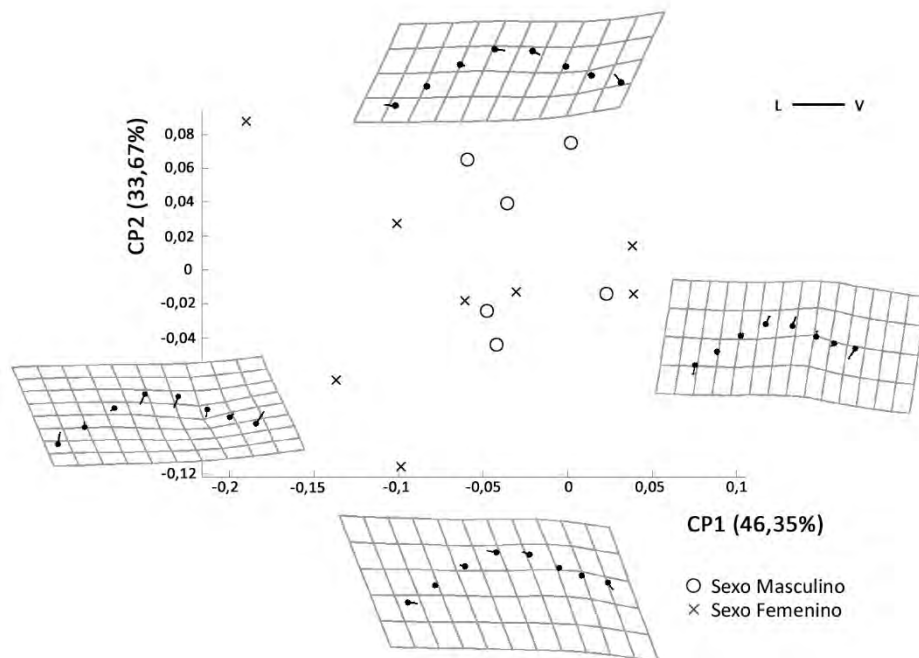 L V
CP2 (33,67%)
0,08
0,06
0,04
0,02
0
-0,02
-0,04
-0,12
-0,2 -0,15 -0,1 -0,05 0 0,05 0,1
CP1 (46,35%)
Sexo Masculino
Sexo Femenino